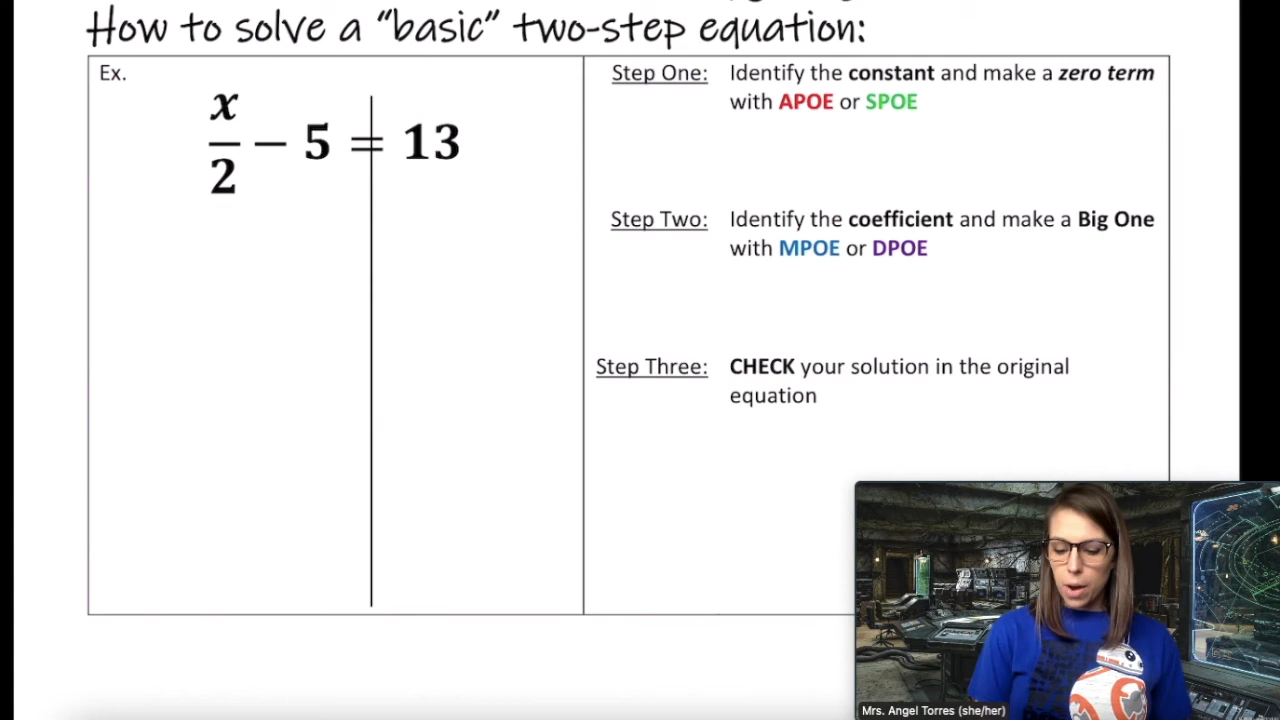 How to solve a “basic” two-step equation:
Ex.
x/2 − 5 = 13
Step One: Identify the constant and make a zero term
with APOE or SPOE
Step Two: Identify the coefficient and make a Big One
with MPOE or DPOE
Step Three: CHECK your solution in the original
equation
Mrs. Angel Torres (she/her)